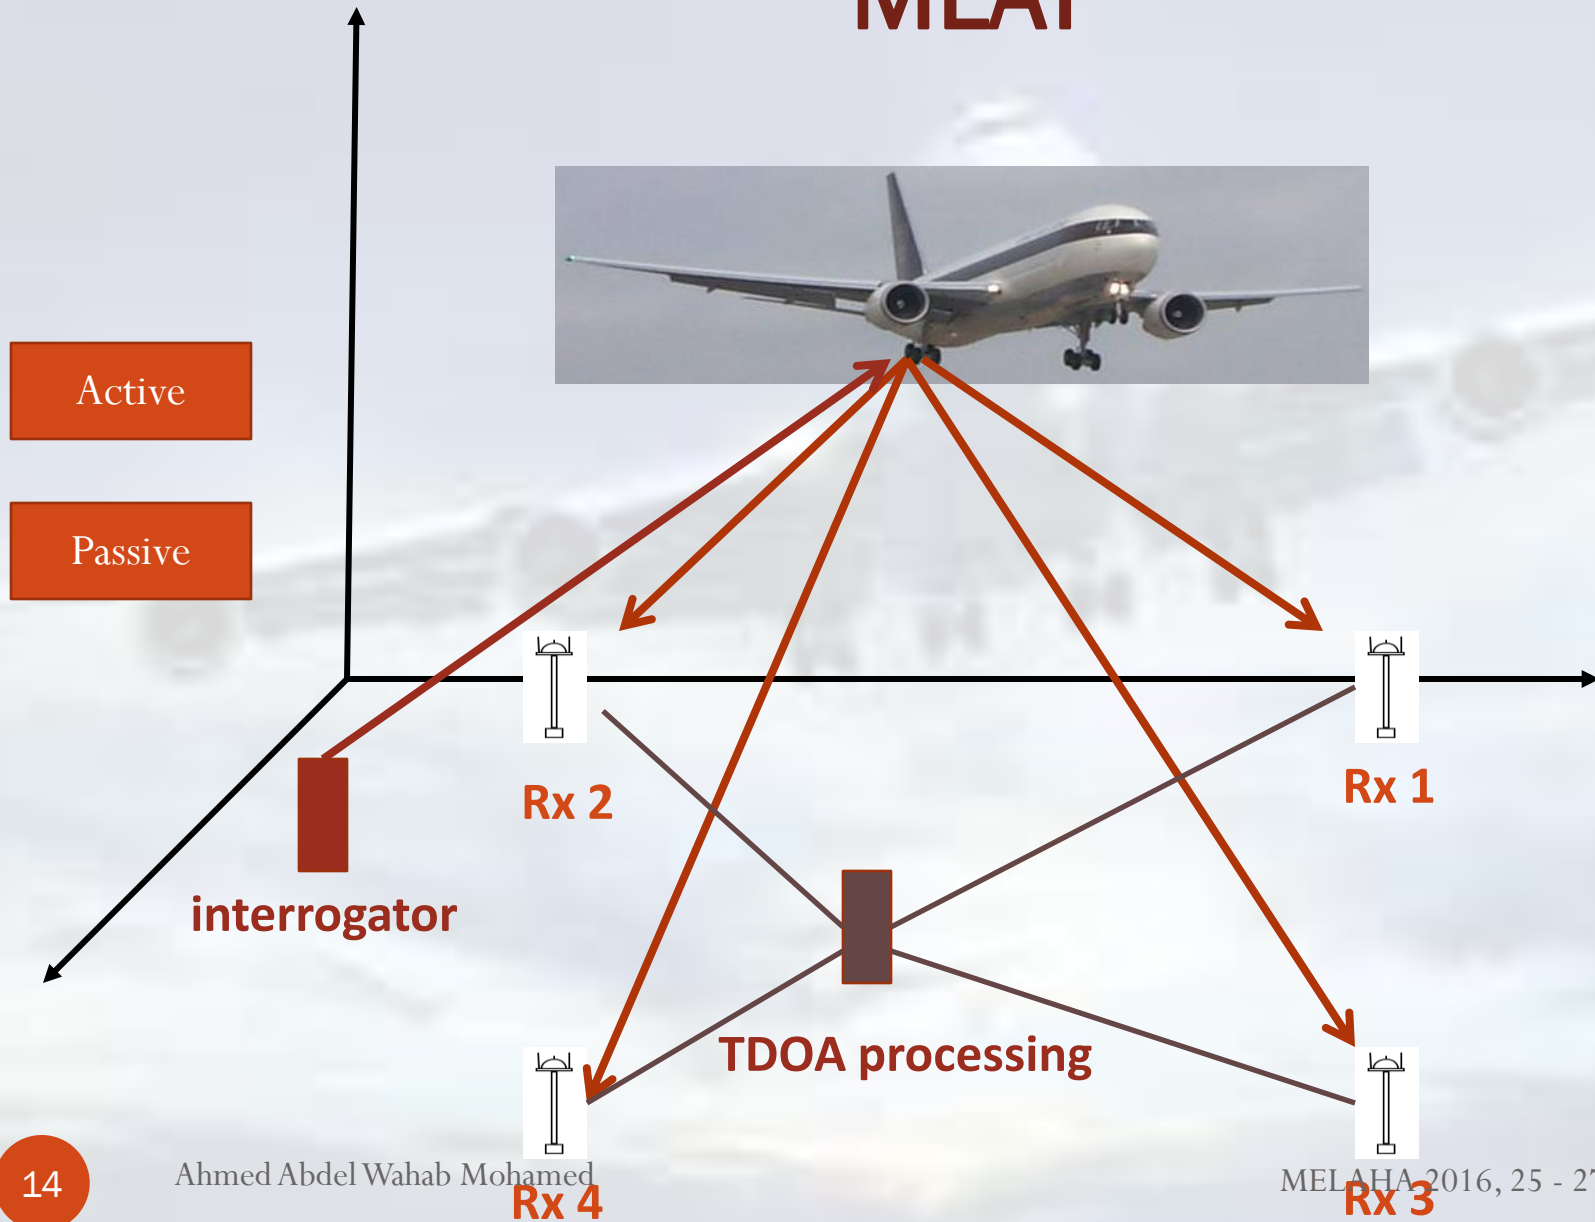 Active
Passive
Rx 2
Rx 1
interrogator
TDOA processing
14
Ahmed Abdel Wahab Mohamed
MELAHA 2016, 25 - 27
Rx 4
Rx 3